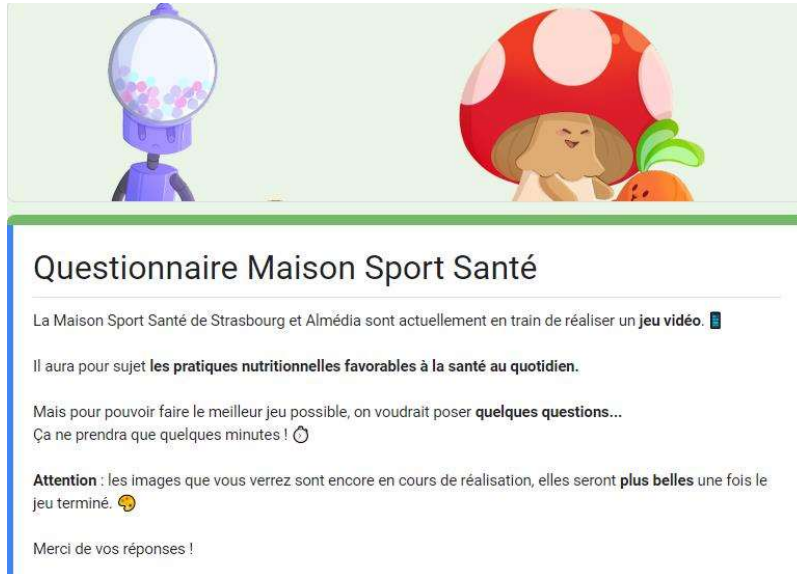 Questionnaire Maison Sport Santé
La Maison Sport Santé de Strasbourg et Almédia sont actuellement en train de réaliser un jeu vidéo.
Il aura pour sujet les pratiques nutritionnelles favorables à la santé au quotidien.
Mais pour pouvoir faire le meilleur jeu possible, on voudrait poser quelques questions...
Ça ne prendra que quelques minutes !
Attention : les images que vous verrez sont encore en cours de réalisation, elles seront plus belles une fois le
jeu terminé.
Merci de vos réponses !